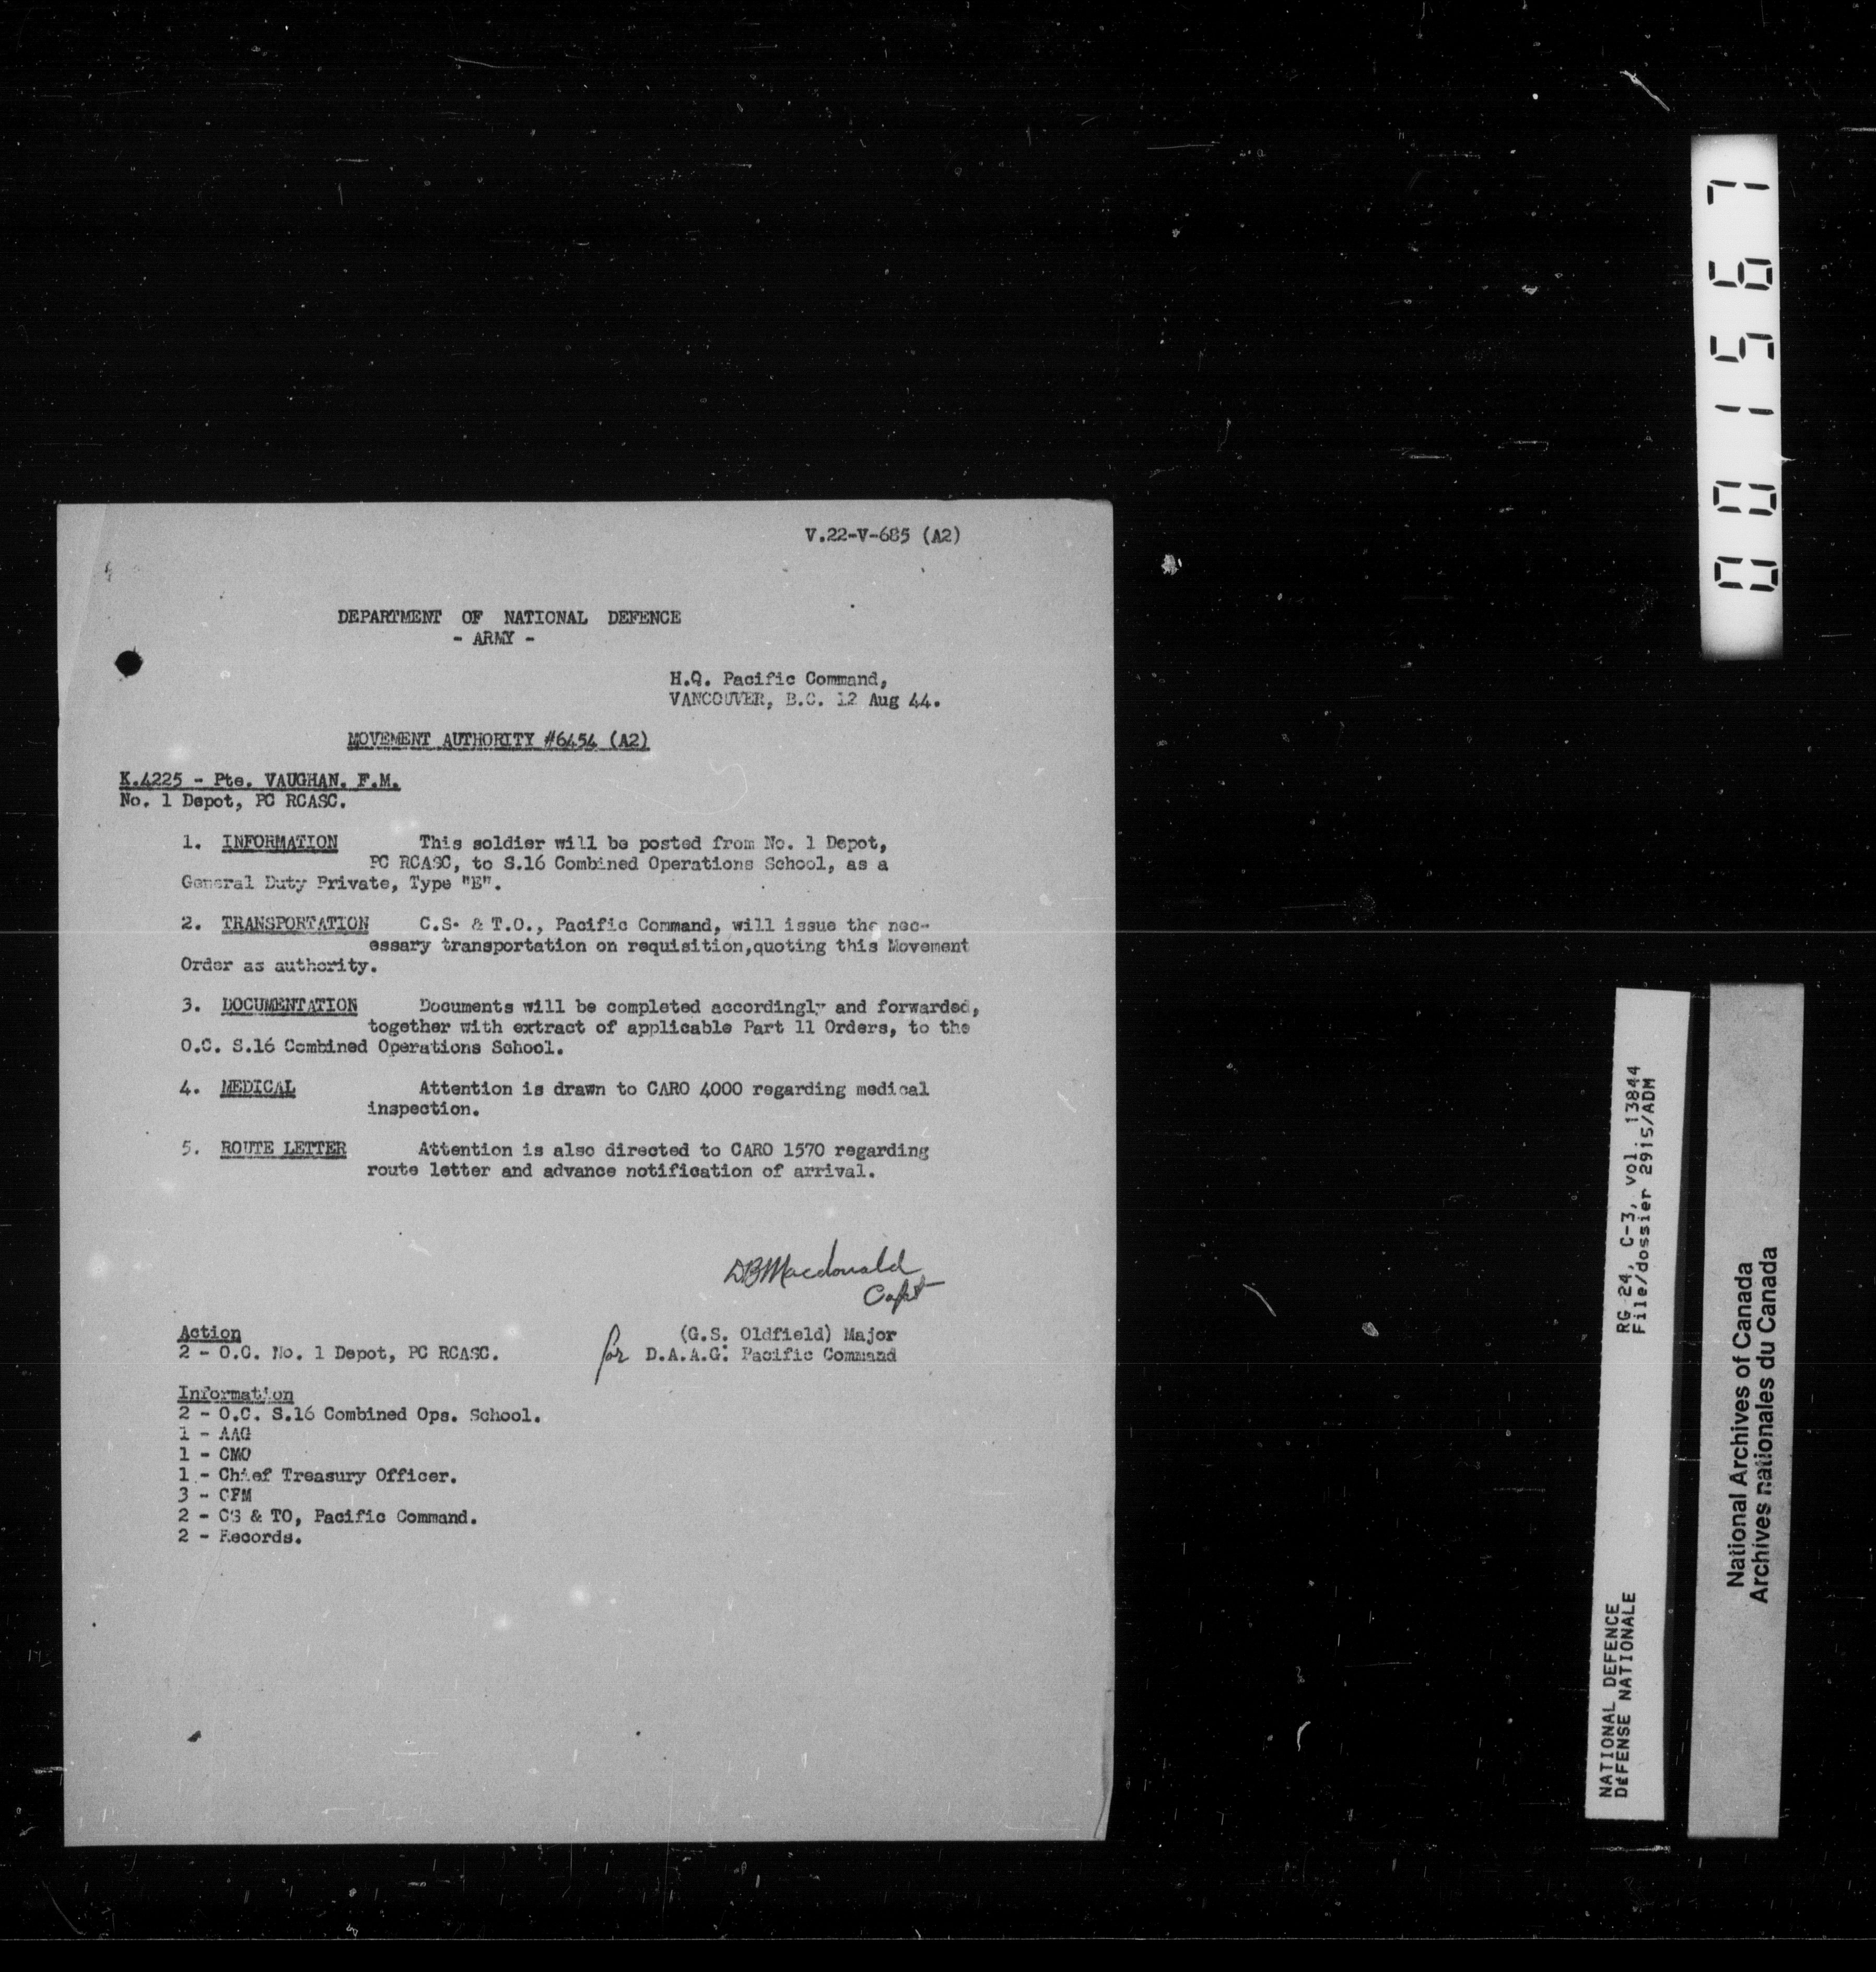 V.22-V-685 (A2)
DEPARTMENT OF NATIONAL DEFENCE
- ARMY -
H.Q. Pacific Command,
VANCOUVER, B.C. 12 Aug 44.
MOVEMENT AUTHORITY #6454 (A2)
K.4225 - Pte. VAUGHAN. F.M.
No. 1 Depot, PC RCASC.
1. INFORMATION This soldier will be posted from No. 1 Depot,
PC RCASC, to S.16 Combined Operations School, as a
General Duty Private, Type "E".
2. TRANSPORTATION C.S. & T.O., Pacific Command, will issue the nec-
essary transportation on requisition,quoting this Movement
Order as authority.
3. DOCUMENTATION Documents will be completed accordingly and forwarded,
together with extract of applicable Part 11 Orders, to the
O.C. S.16 Combined Operations School.
4. MEDICAL Attention is drawn to CARO 4000 regarding medical
inspection.
5. ROUTE LETTER Attention is also directed to CARO 1570 regarding
route letter and advance notification of arrival.
DBMacdonald
Capt
(G.S. Oldfield) Major
for D.A.A.G. Pacific Command
Action
2 - O.C. No. 1 Depot, PC RCASC.
Information
2 - O.C. S.16 Combined Ops. School.
1 - AAG
1 - CMO
1 - Chief Treasury Officer.
3 - CFM
2 - CS & TO, Pacific Command.
2 - Records.
001567
NATIONAL DEFENCE RG 24, C-3, vol. 13844
DéFENSE NATIONALE File/dossier 2915/ADM
National Archives of Canada
Archives nationales du Canada